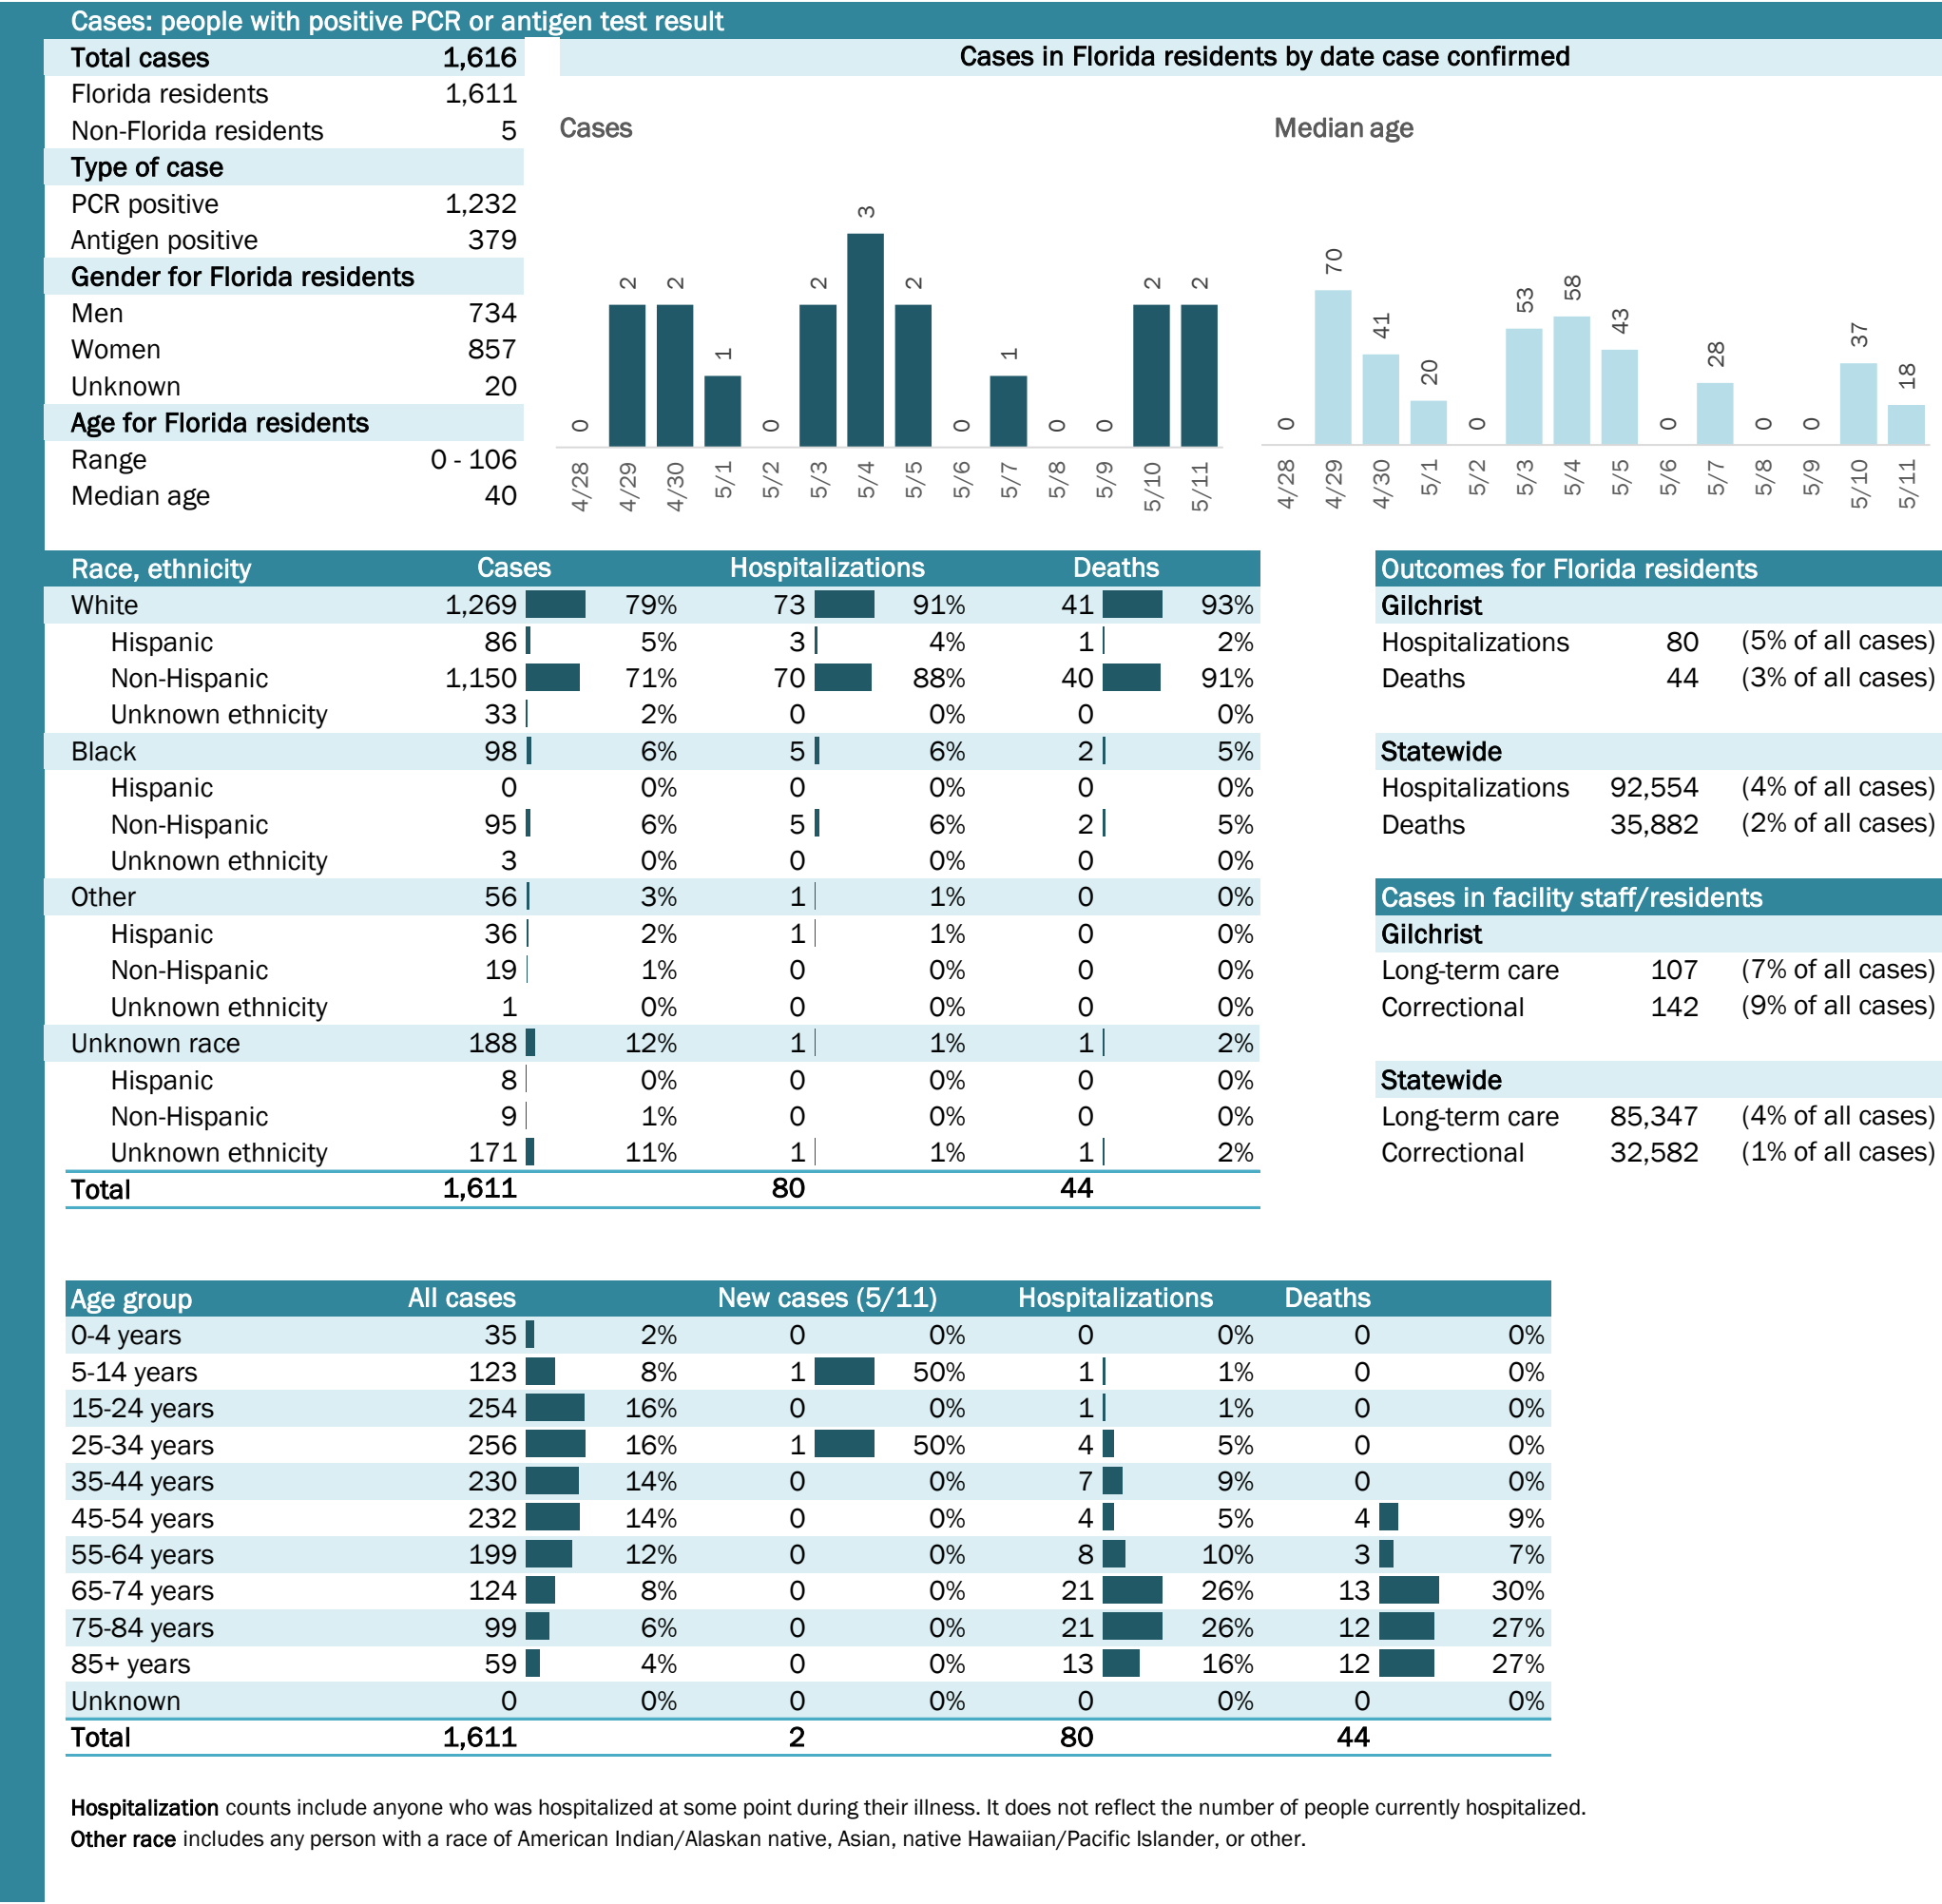 Cases: people with positive PCR or antigen test result
Total cases 1,616
Florida residents 1,611
Non-Florida residents 5
Type of case
PCR positive 1,232
Antigen positive 379
Gender for Florida residents
Men 734
Women 857
Unknown 20
Age for Florida residents
Range 0 - 106
Median age 40
Cases in Florida residents by date case confirmed
Cases
0 2 2 1 0 2 3 2 0 1 0 0 2 2
4/28 4/29 4/30 5/1 5/2 5/3 5/4 5/5 5/6 5/7 5/8 5/9 5/10 5/11
Median age
0 70 41 20 0 53 58 43 0 28 0 0 37 18
4/28 4/29 4/30 5/1 5/2 5/3 5/4 5/5 5/6 5/7 5/8 5/9 5/10 5/11
Race, ethnicity Cases Hospitalizations Deaths
White 1,269 79% 73 91% 41 93%
Hispanic 86 5% 3 4% 1 2%
Non-Hispanic 1,150 71% 70 88% 40 91%
Unknown ethnicity 33 2% 0 0% 0 0%
Black 98 6% 5 6% 2 5%
Hispanic 0 0% 0 0% 0 0%
Non-Hispanic 95 6% 5 6% 2 5%
Unknown ethnicity 3 0% 0 0% 0 0%
Other 56 3% 1 1% 0 0%
Hispanic 36 2% 1 1% 0 0%
Non-Hispanic 19 1% 0 0% 0 0%
Unknown ethnicity 1 0% 0 0% 0 0%
Unknown race 188 12% 1 1% 1 2%
Hispanic 8 0% 0 0% 0 0%
Non-Hispanic 9 1% 0 0% 0 0%
Unknown ethnicity 171 11% 1 1% 1 2%
Total 1,611 80 44
Outcomes for Florida residents
Gilchrist
Hospitalizations 80 (5% of all cases)
Deaths 44 (3% of all cases)
Statewide
Hospitalizations 92,554 (4% of all cases)
Deaths 35,882 (2% of all cases)
Cases in facility staff/residents
Gilchrist
Long-term care 107 (7% of all cases)
Correctional 142 (9% of all cases)
Statewide
Long-term care 85,347 (4% of all cases)
Correctional 32,582 (1% of all cases)
Age group All cases New cases (5/11) Hospitalizations Deaths
0-4 years 35 2% 0 0% 0 0% 0 0%
5-14 years 123 8% 1 50% 1 1% 0 0%
15-24 years 254 16% 0 0% 1 1% 0 0%
25-34 years 256 16% 1 50% 4 5% 0 0%
35-44 years 230 14% 0 0% 7 9% 0 0%
45-54 years 232 14% 0 0% 4 5% 4 9%
55-64 years 199 12% 0 0% 8 10% 3 7%
65-74 years 124 8% 0 0% 21 26% 13 30%
75-84 years 99 6% 0 0% 21 26% 12 27%
85+ years 59 4% 0 0% 13 16% 12 27%
Unknown 0 0% 0 0% 0 0% 0 0%
Total 1,611 2 80 44
Hospitalization counts include anyone who was hospitalized at some point during their illness. It does not reflect the number of people currently hospitalized.
Other race includes any person with a race of American Indian/Alaskan native, Asian, native Hawaiian/Pacific Islander, or other.